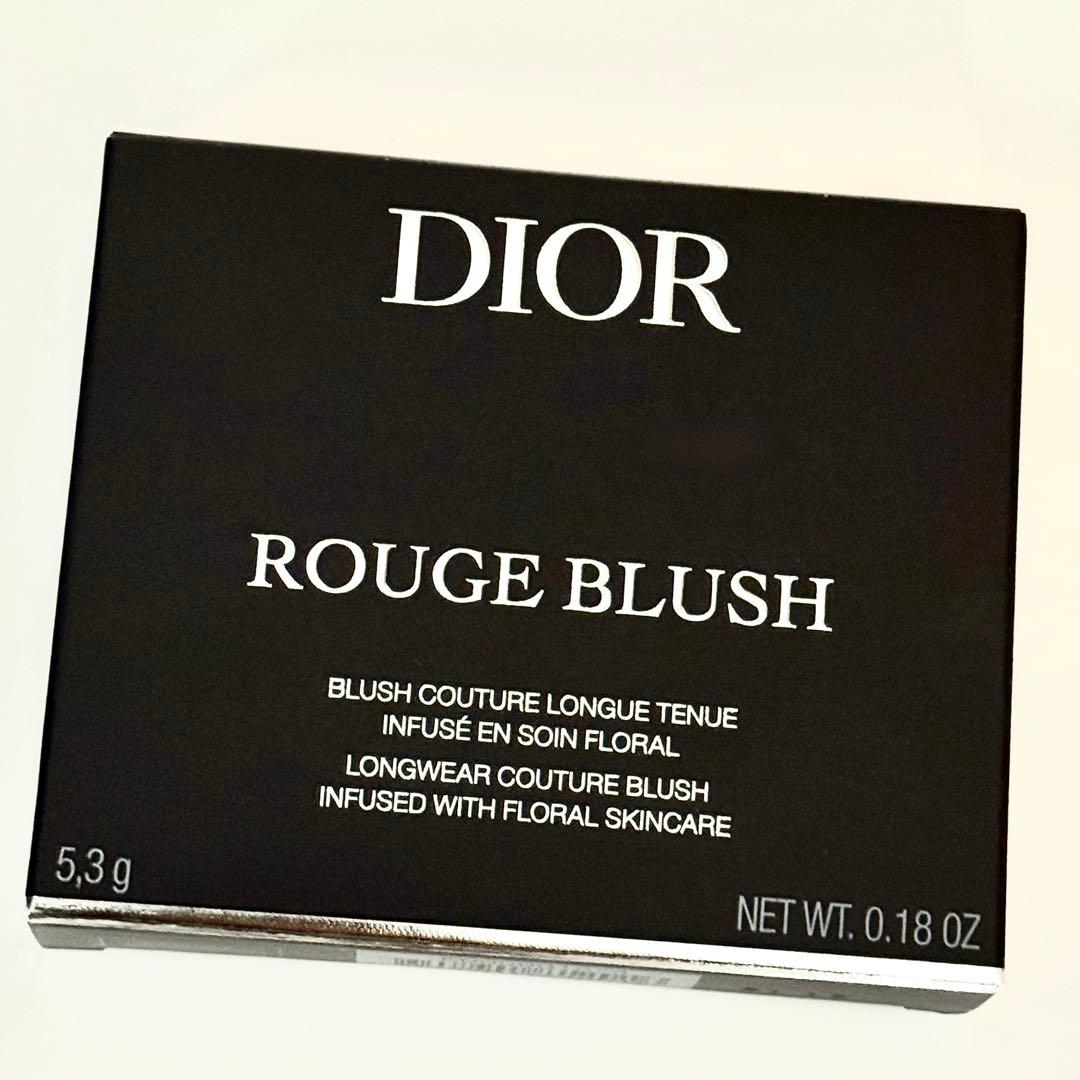 DIOR
ROUGE BLUSH
BLUSH COUTURE LONGUE TENUE
INFUSÉ EN SOIN FLORAL
LONGWEAR COUTURE BLUSH
INFUSED WITH FLORAL SKINCARE
5,3 g
NET WT. 0.18 OZ